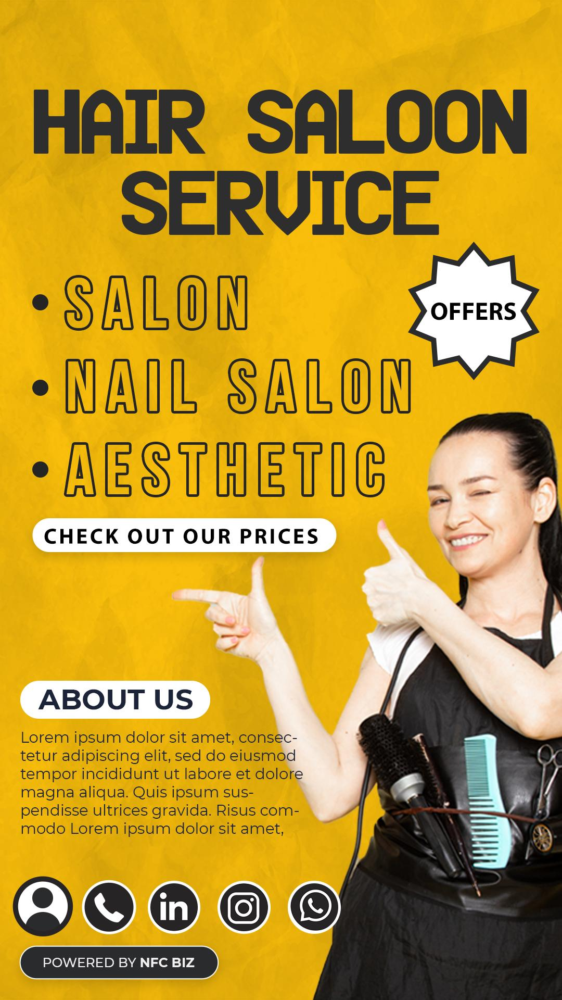 HAIR SALOON
SERVICE
• SALON
OFFERS
• NAIL SALON
• AESTHETIC
CHECK OUT OUR PRICES
ABOUT US
Lorem ipsum dolor sit amet, consec-
tetur adipiscing elit, sed do eiusmod
tempor incididunt ut labore et dolore
magna aliqua. Quis ipsum sus-
pendisse ultrices gravida. Risus com-
modo Lorem ipsum dolor sit amet,
in
POWERED BY NFC BIZ